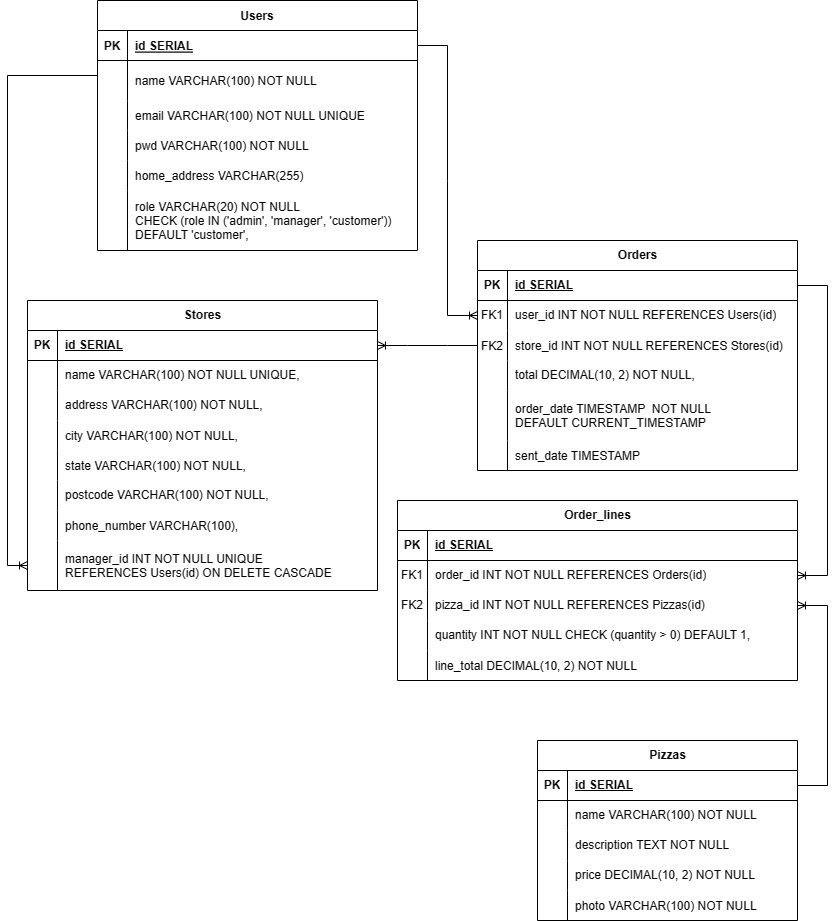 Users
PK id SERIAL
name VARCHAR(100) NOT NULL
email VARCHAR(100) NOT NULL UNIQUE
pwd VARCHAR(100) NOT NULL
home_address VARCHAR(255)
role VARCHAR(20) NOT NULL
CHECK (role IN ('admin', 'manager', 'customer'))
DEFAULT 'customer',
Orders
PK id SERIAL
FK1 user_id INT NOT NULL REFERENCES Users(id)
FK2 store_id INT NOT NULL REFERENCES Stores(id)
total DECIMAL(10, 2) NOT NULL,
order_date TIMESTAMP  NOT NULL
DEFAULT CURRENT_TIMESTAMP
sent_date TIMESTAMP
Stores
PK id SERIAL
name VARCHAR(100) NOT NULL UNIQUE,
address VARCHAR(100) NOT NULL,
city VARCHAR(100) NOT NULL,
state VARCHAR(100) NOT NULL,
postcode VARCHAR(100) NOT NULL,
phone_number VARCHAR(100),
manager_id INT NOT NULL UNIQUE
REFERENCES Users(id) ON DELETE CASCADE
Order_lines
PK id SERIAL
FK1 order_id INT NOT NULL REFERENCES Orders(id)
FK2 pizza_id INT NOT NULL REFERENCES Pizzas(id)
quantity INT NOT NULL CHECK (quantity > 0) DEFAULT 1,
line_total DECIMAL(10, 2) NOT NULL
Pizzas
PK id SERIAL
name VARCHAR(100) NOT NULL
description TEXT NOT NULL
price DECIMAL(10, 2) NOT NULL
photo VARCHAR(100) NOT NULL